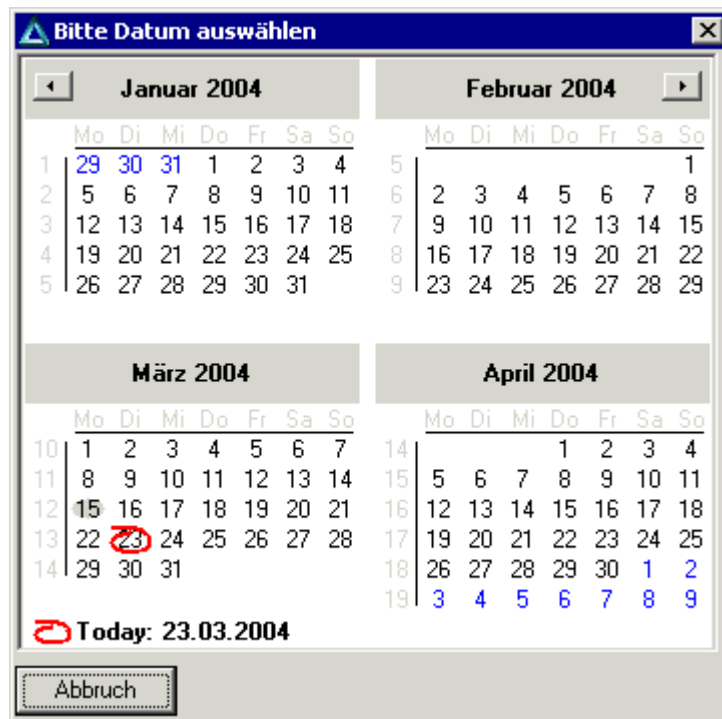 Bitte Datum auswählen
Januar 2004
Mo Di Mi Do Fr Sa So
1 29 30 31 1 2 3 4
2 5 6 7 8 9 10 11
3 12 13 14 15 16 17 18
4 19 20 21 22 23 24 25
5 26 27 28 29 30 31
Februar 2004
Mo Di Mi Do Fr Sa So
5 1
6 2 3 4 5 6 7 8
7 9 10 11 12 13 14 15
8 16 17 18 19 20 21 22
9 23 24 25 26 27 28 29
März 2004
Mo Di Mi Do Fr Sa So
10 1 2 3 4 5 6 7
11 8 9 10 11 12 13 14
12 15 16 17 18 19 20 21
13 22 23 24 25 26 27 28
14 29 30 31
April 2004
Mo Di Mi Do Fr Sa So
14 1 2 3 4
15 5 6 7 8 9 10 11
16 12 13 14 15 16 17 18
17 19 20 21 22 23 24 25
18 26 27 28 29 30 1 2
19 3 4 5 6 7 8 9
Today: 23.03.2004
Abbruch